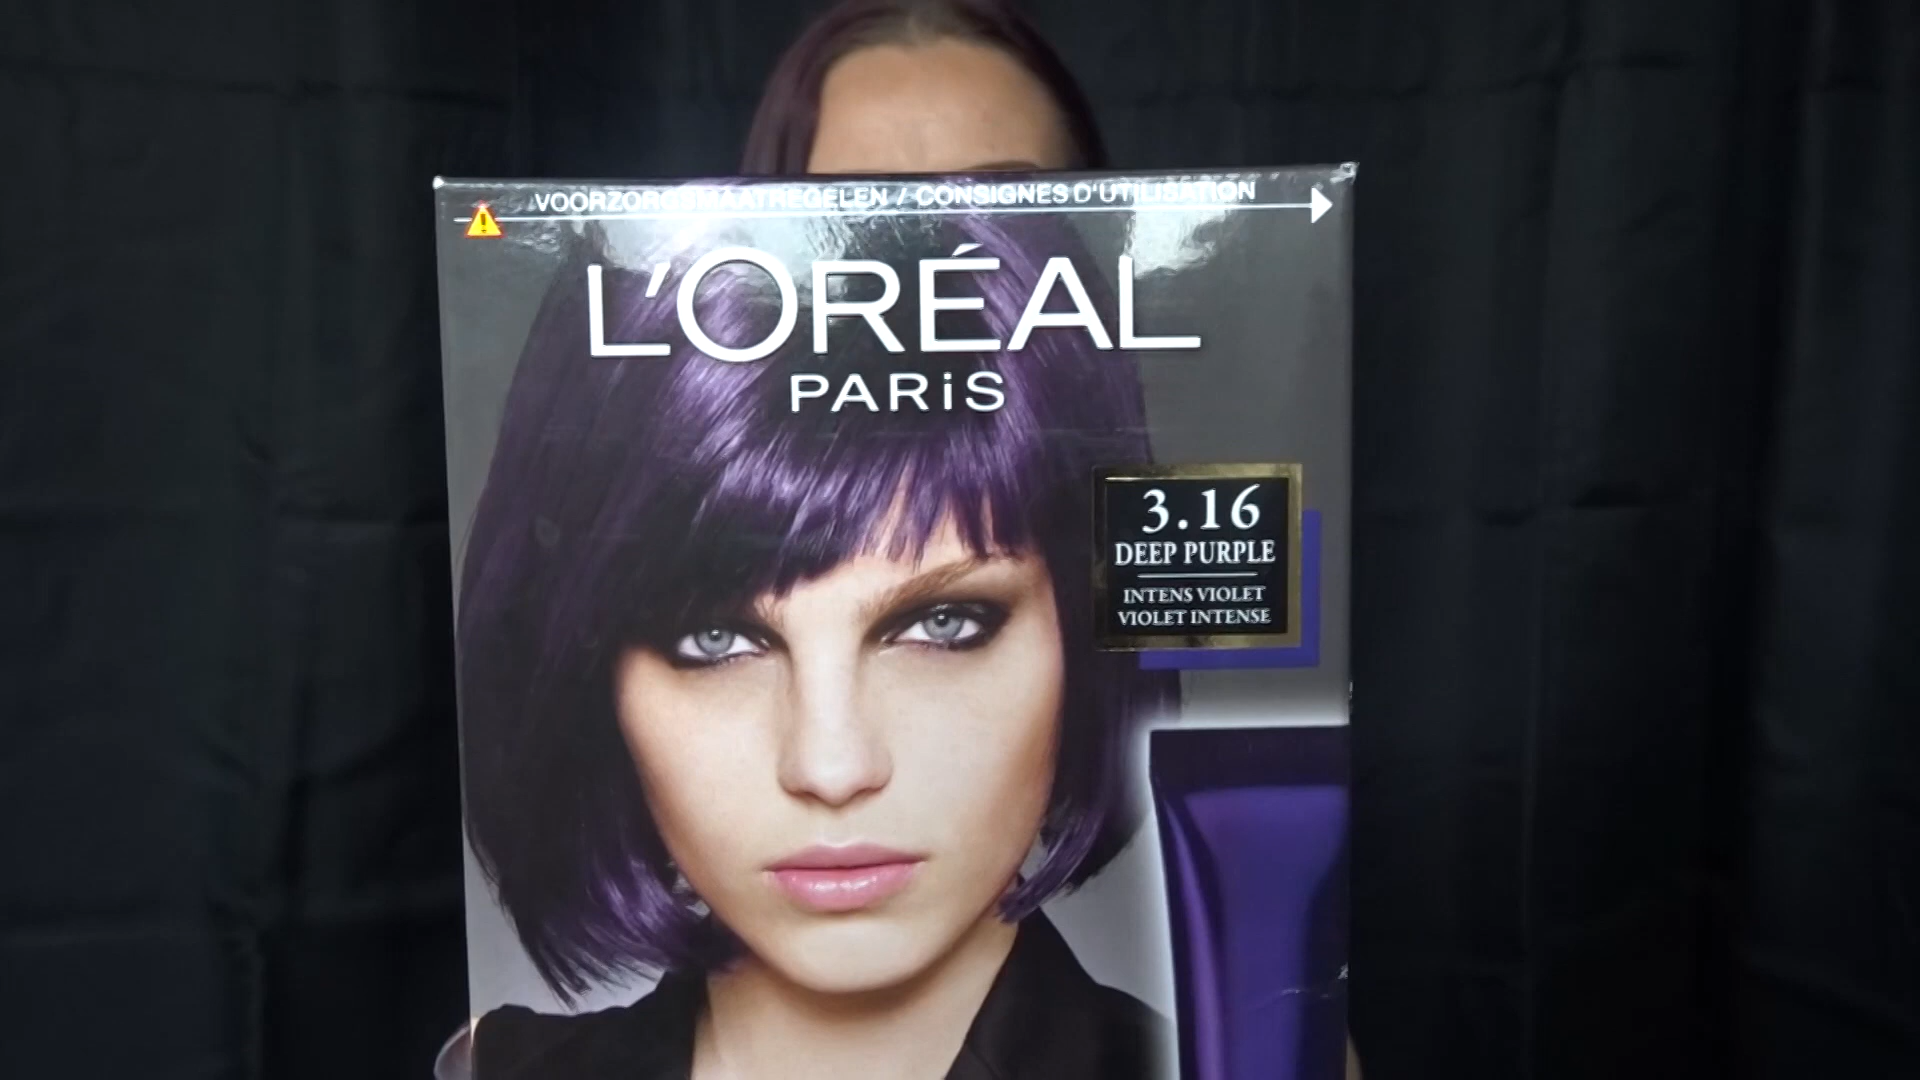 VOORZORGSMAATREGELEN / CONSIGNES D'UTILISATION
L'ORÉAL
PARiS
3.16
DEEP PURPLE
INTENS VIOLET
VIOLET INTENSE